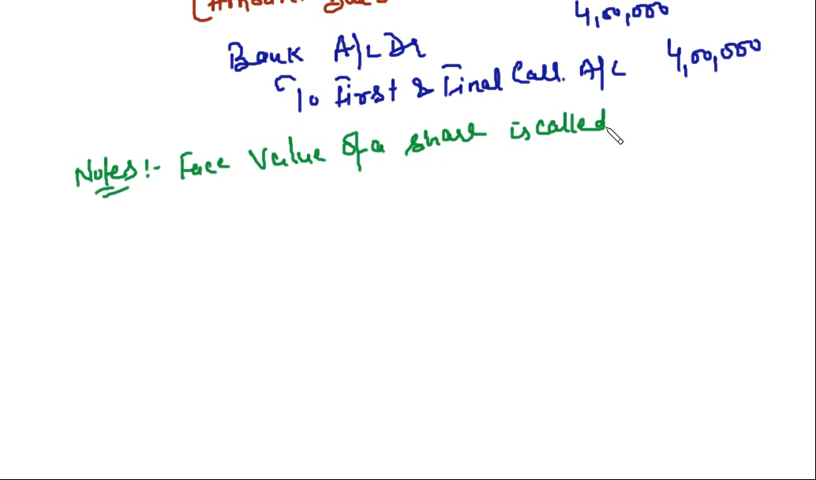 4,00,000
Bank A/c Dr 4,00,000
To First & Final Call. A/c
Notes:- Face Value of a share is called